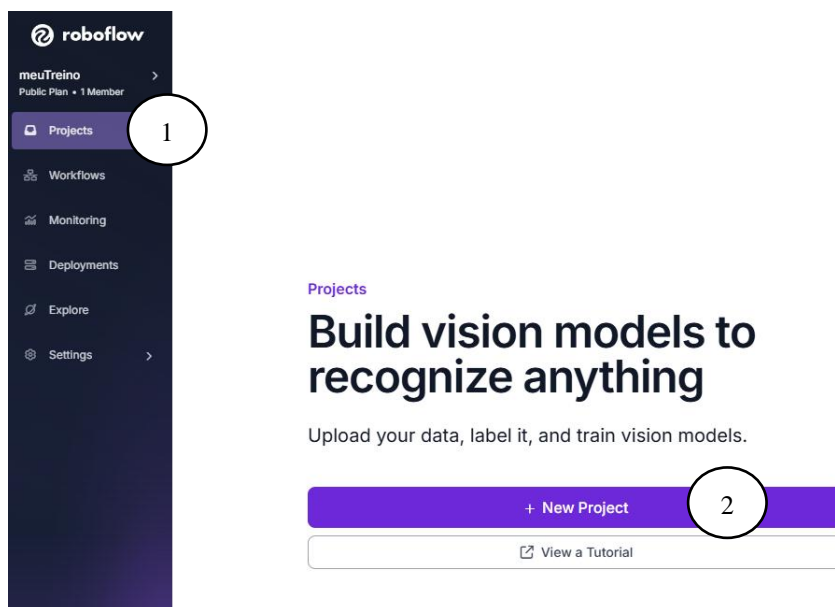 roboflow
meuTreino
Public Plan • 1 Member
Projects
1
Workflows
Monitoring
Deployments
Explore
Settings
Projects
Build vision models to
recognize anything
Upload your data, label it, and train vision models.
+ New Project
2
View a Tutorial